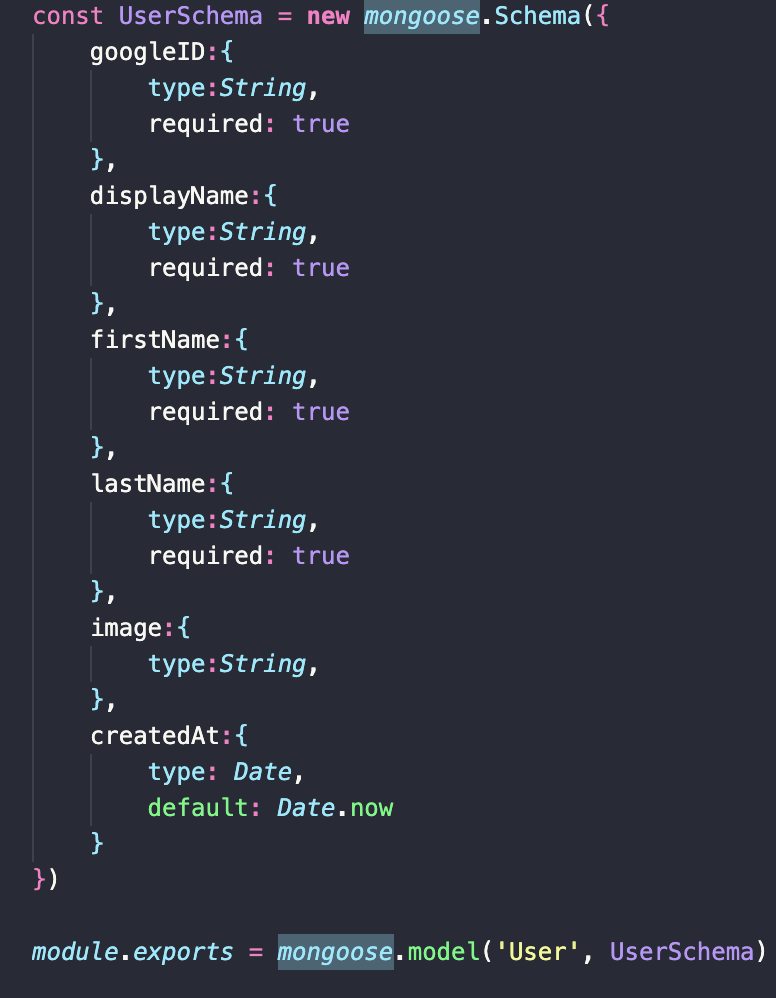 const UserSchema = new mongoose.Schema({
    googleID:{
        type:String,
        required: true
    },
    displayName:{
        type:String,
        required: true
    },
    firstName:{
        type:String,
        required: true
    },
    lastName:{
        type:String,
        required: true
    },
    image:{
        type:String,
    },
    createdAt:{
        type: Date,
        default: Date.now
    }
})

module.exports = mongoose.model('User', UserSchema)